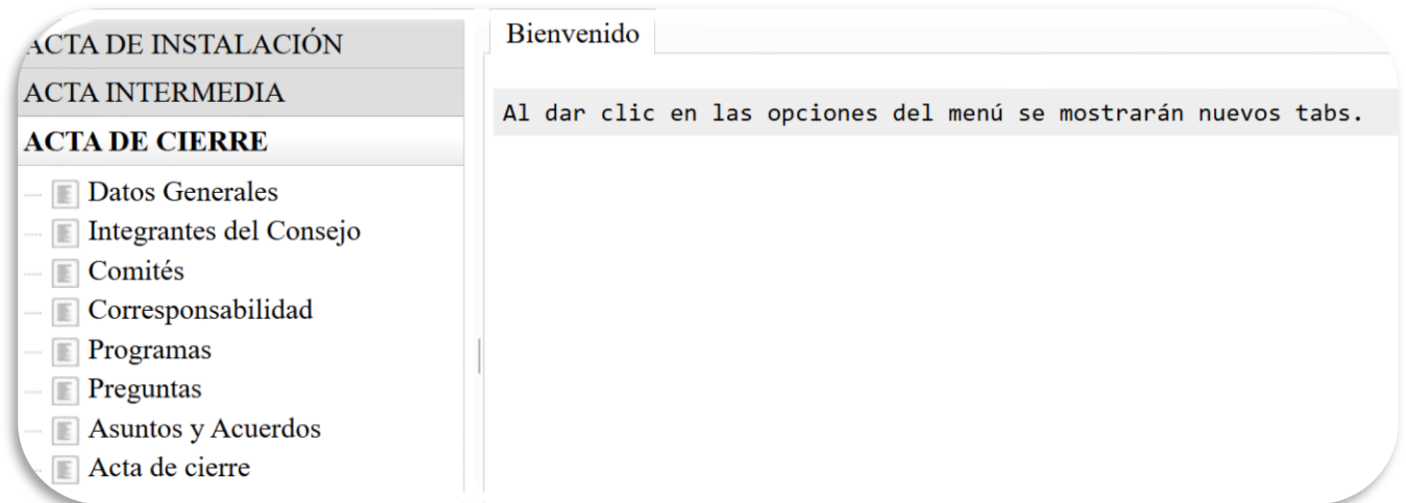 ACTA DE INSTALACIÓN
ACTA INTERMEDIA
ACTA DE CIERRE
Datos Generales
Integrantes del Consejo
Comités
Corresponsabilidad
Programas
Preguntas
Asuntos y Acuerdos
Acta de cierre
Bienvenido
Al dar clic en las opciones del menú se mostrarán nuevos tabs.